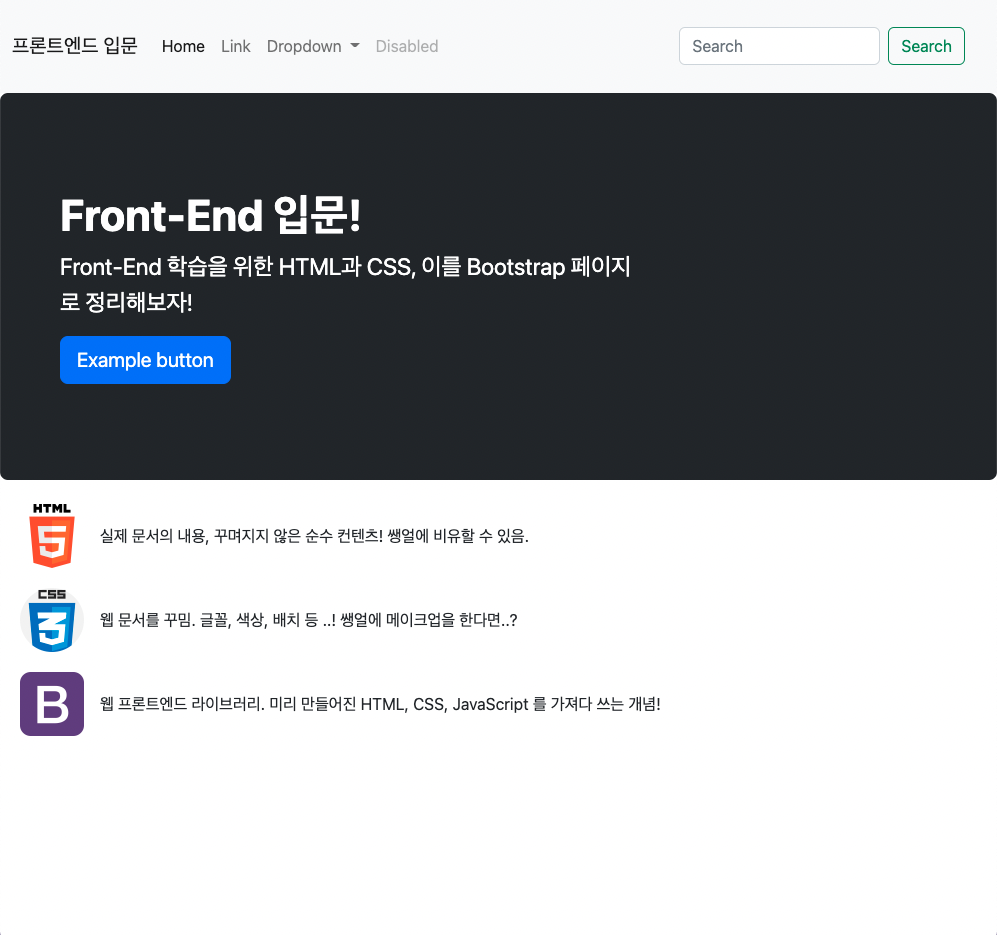 프론트엔드 입문 Home Link Dropdown Disabled Search Search
Front-End 입문!
Front-End 학습을 위한 HTML과 CSS, 이를 Bootstrap 페이지
로 정리해보자!
Example button
HTML
5
실제 문서의 내용, 꾸며지지 않은 순수 컨텐츠! 쌩얼에 비유할 수 있음.
CSS
3
웹 문서를 꾸밈. 글꼴, 색상, 배치 등 ..! 쌩얼에 메이크업을 한다면..?
B
웹 프론트엔드 라이브러리. 미리 만들어진 HTML, CSS, JavaScript 를 가져다 쓰는 개념!